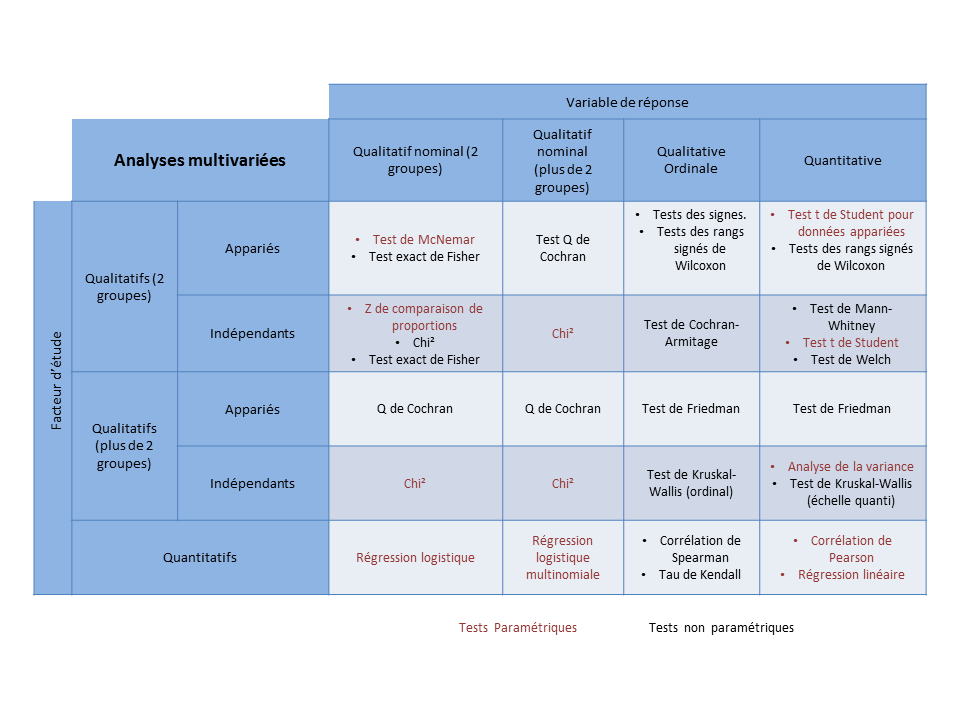 Variable de réponse
Analyses multivariées
Qualitatif nominal (2
groupes)
Qualitatif
nominal
(plus de 2
groupes)
Qualitative
Ordinale
Quantitative
Facteur d'étude
Qualitatifs (2
groupes)
Appariés
• Test de McNemar
• Test exact de Fisher
Test Q de
Cochran
• Tests des signes.
• Tests des rangs
signés de
Wilcoxon
• Test t de Student pour
données appariées
• Tests des rangs signés
de Wilcoxon
Indépendants
• Z de comparaison de
proportions
• Chi²
• Test exact de Fisher
Chi²
Test de Cochran-
Armitage
• Test de Mann-
Whitney
• Test t de Student
• Test de Welch
Qualitatifs
(plus de 2
groupes)
Appariés
Q de Cochran
Q de Cochran
Test de Friedman
Test de Friedman
Indépendants
Chi²
Chi²
Test de Kruskal-
Wallis (ordinal)
• Analyse de la variance
• Test de Kruskal-Wallis
(échelle quanti)
Quantitatifs
Régression logistique
Régression
logistique
multinomiale
• Corrélation de
Spearman
• Tau de Kendall
• Corrélation de
Pearson
• Régression linéaire
Tests Paramétriques
Tests non paramétriques